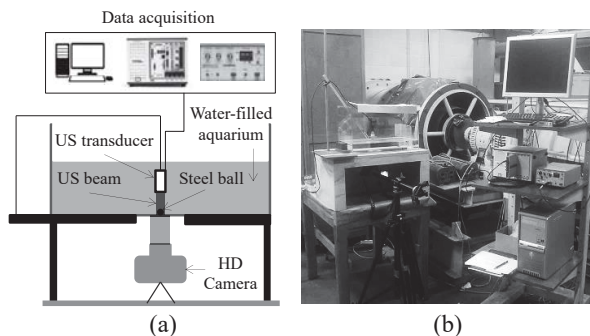 Data acquisition
Water-filled
aquarium
US transducer
US beam
Steel ball
HD
Camera
(a)
(b)